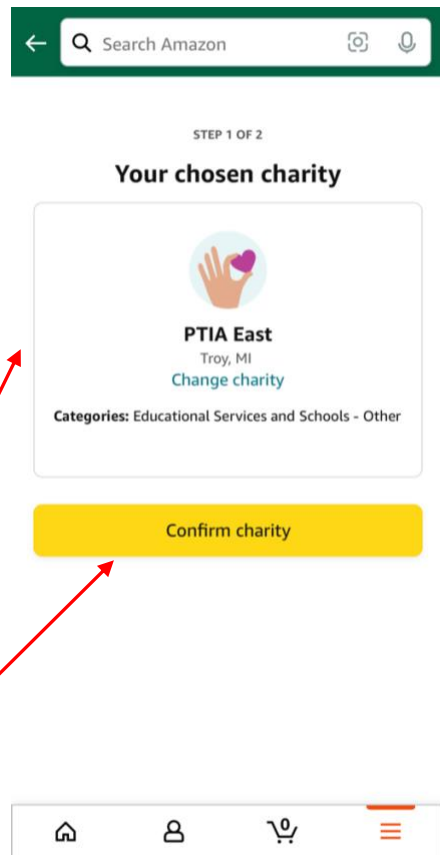 Search Amazon
STEP 1 OF 2
Your chosen charity
PTIA East
Troy, MI
Change charity
Categories: Educational Services and Schools - Other
Confirm charity
0